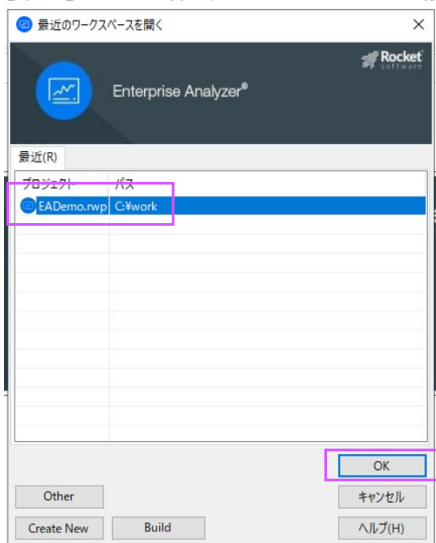 最近のワークスペースを開く
Rocket
software
Enterprise Analyzer®
最近(R)
プロジェクト パス
EADemo.rwp C:¥work
OK
Other キャンセル
Create New Build ヘルプ(H)